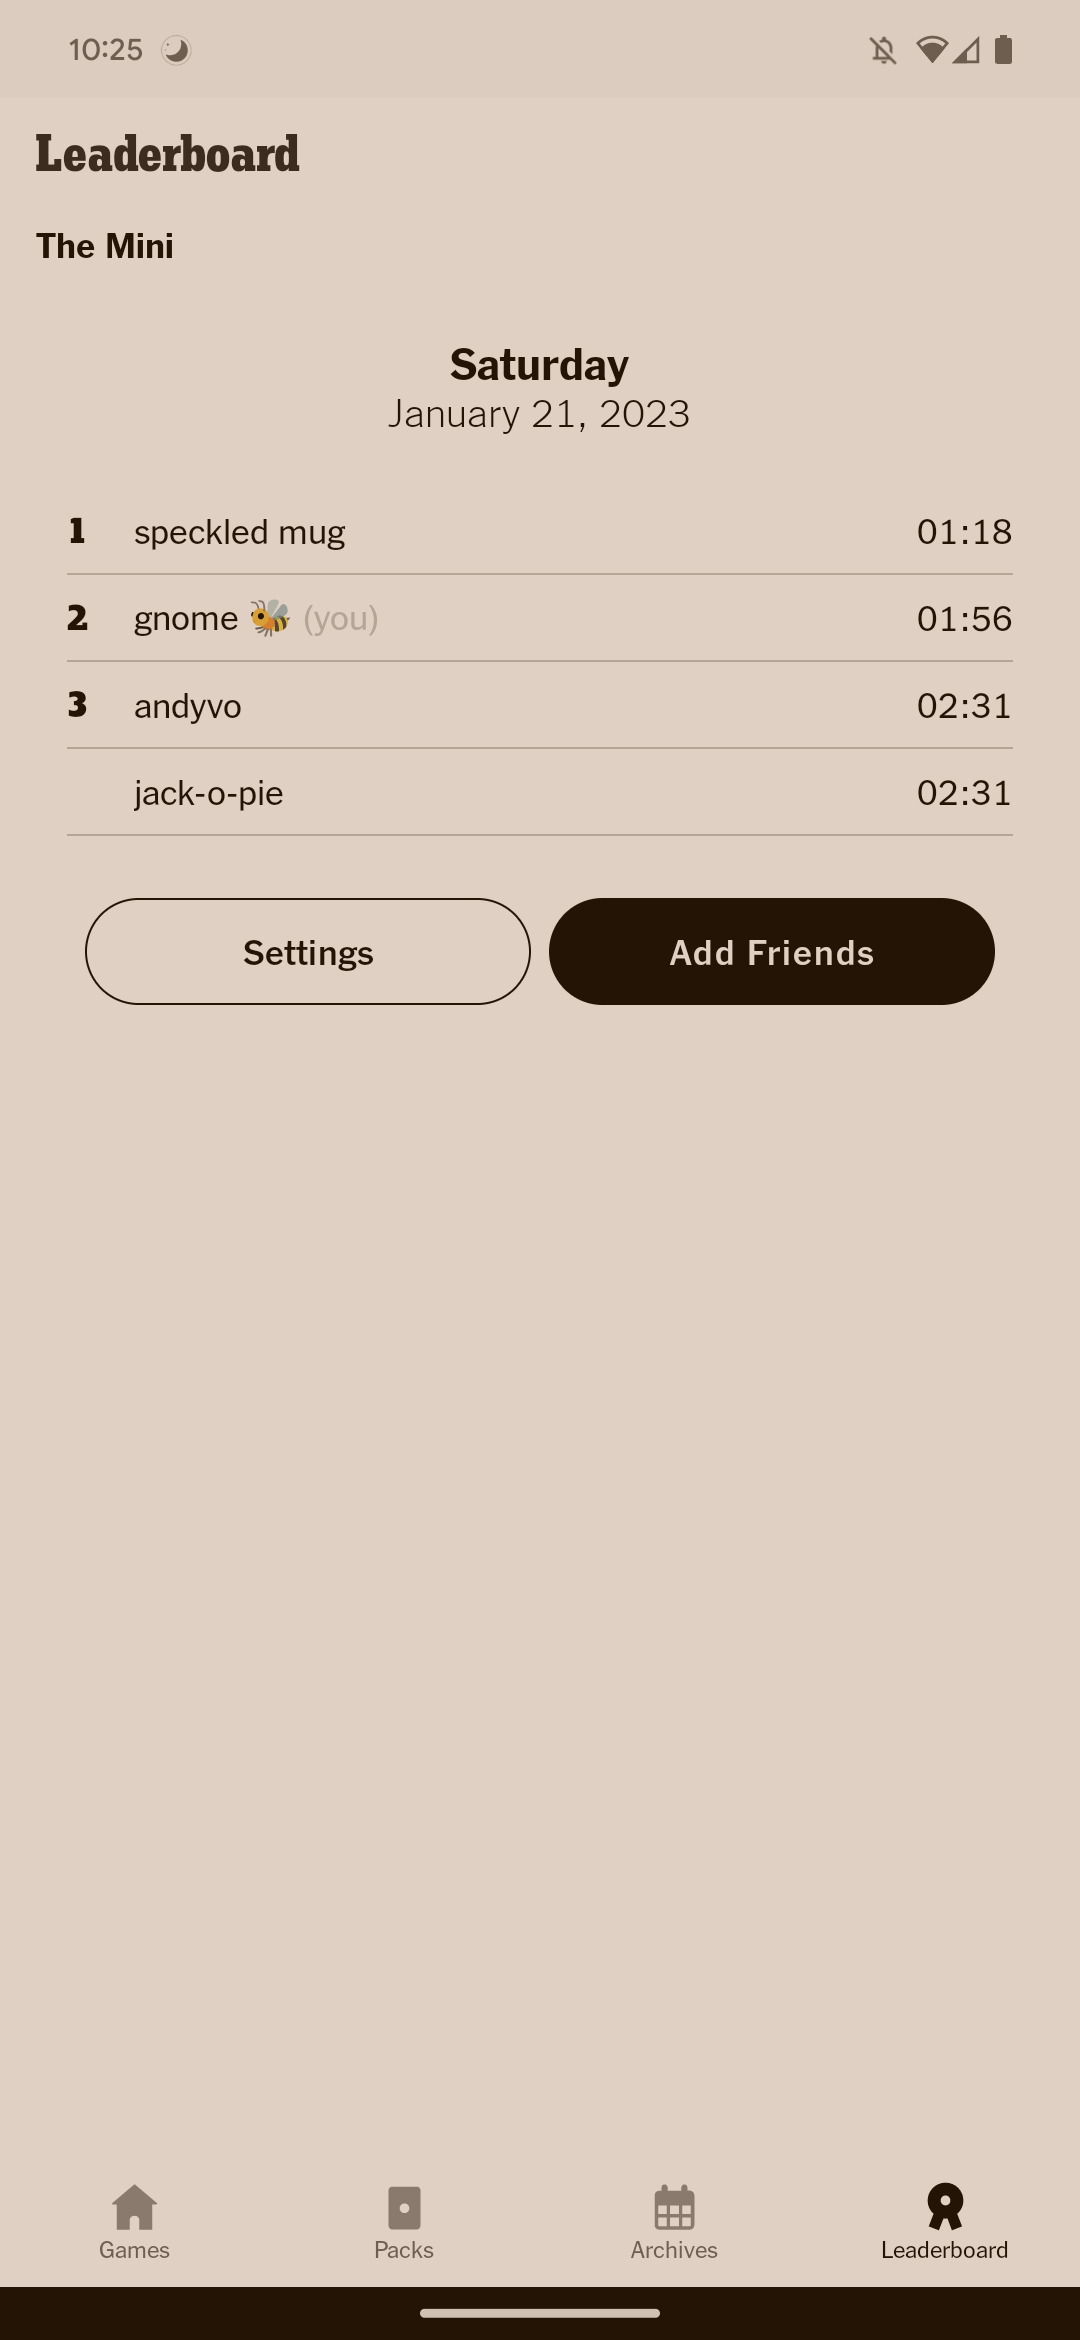 10:25
Leaderboard
The Mini
Saturday
January 21, 2023
1 speckled mug 01:18
2 gnome 🐝 (you) 01:56
3 andyvo 02:31
jack-o-pie 02:31
Settings Add Friends
Games Packs Archives Leaderboard